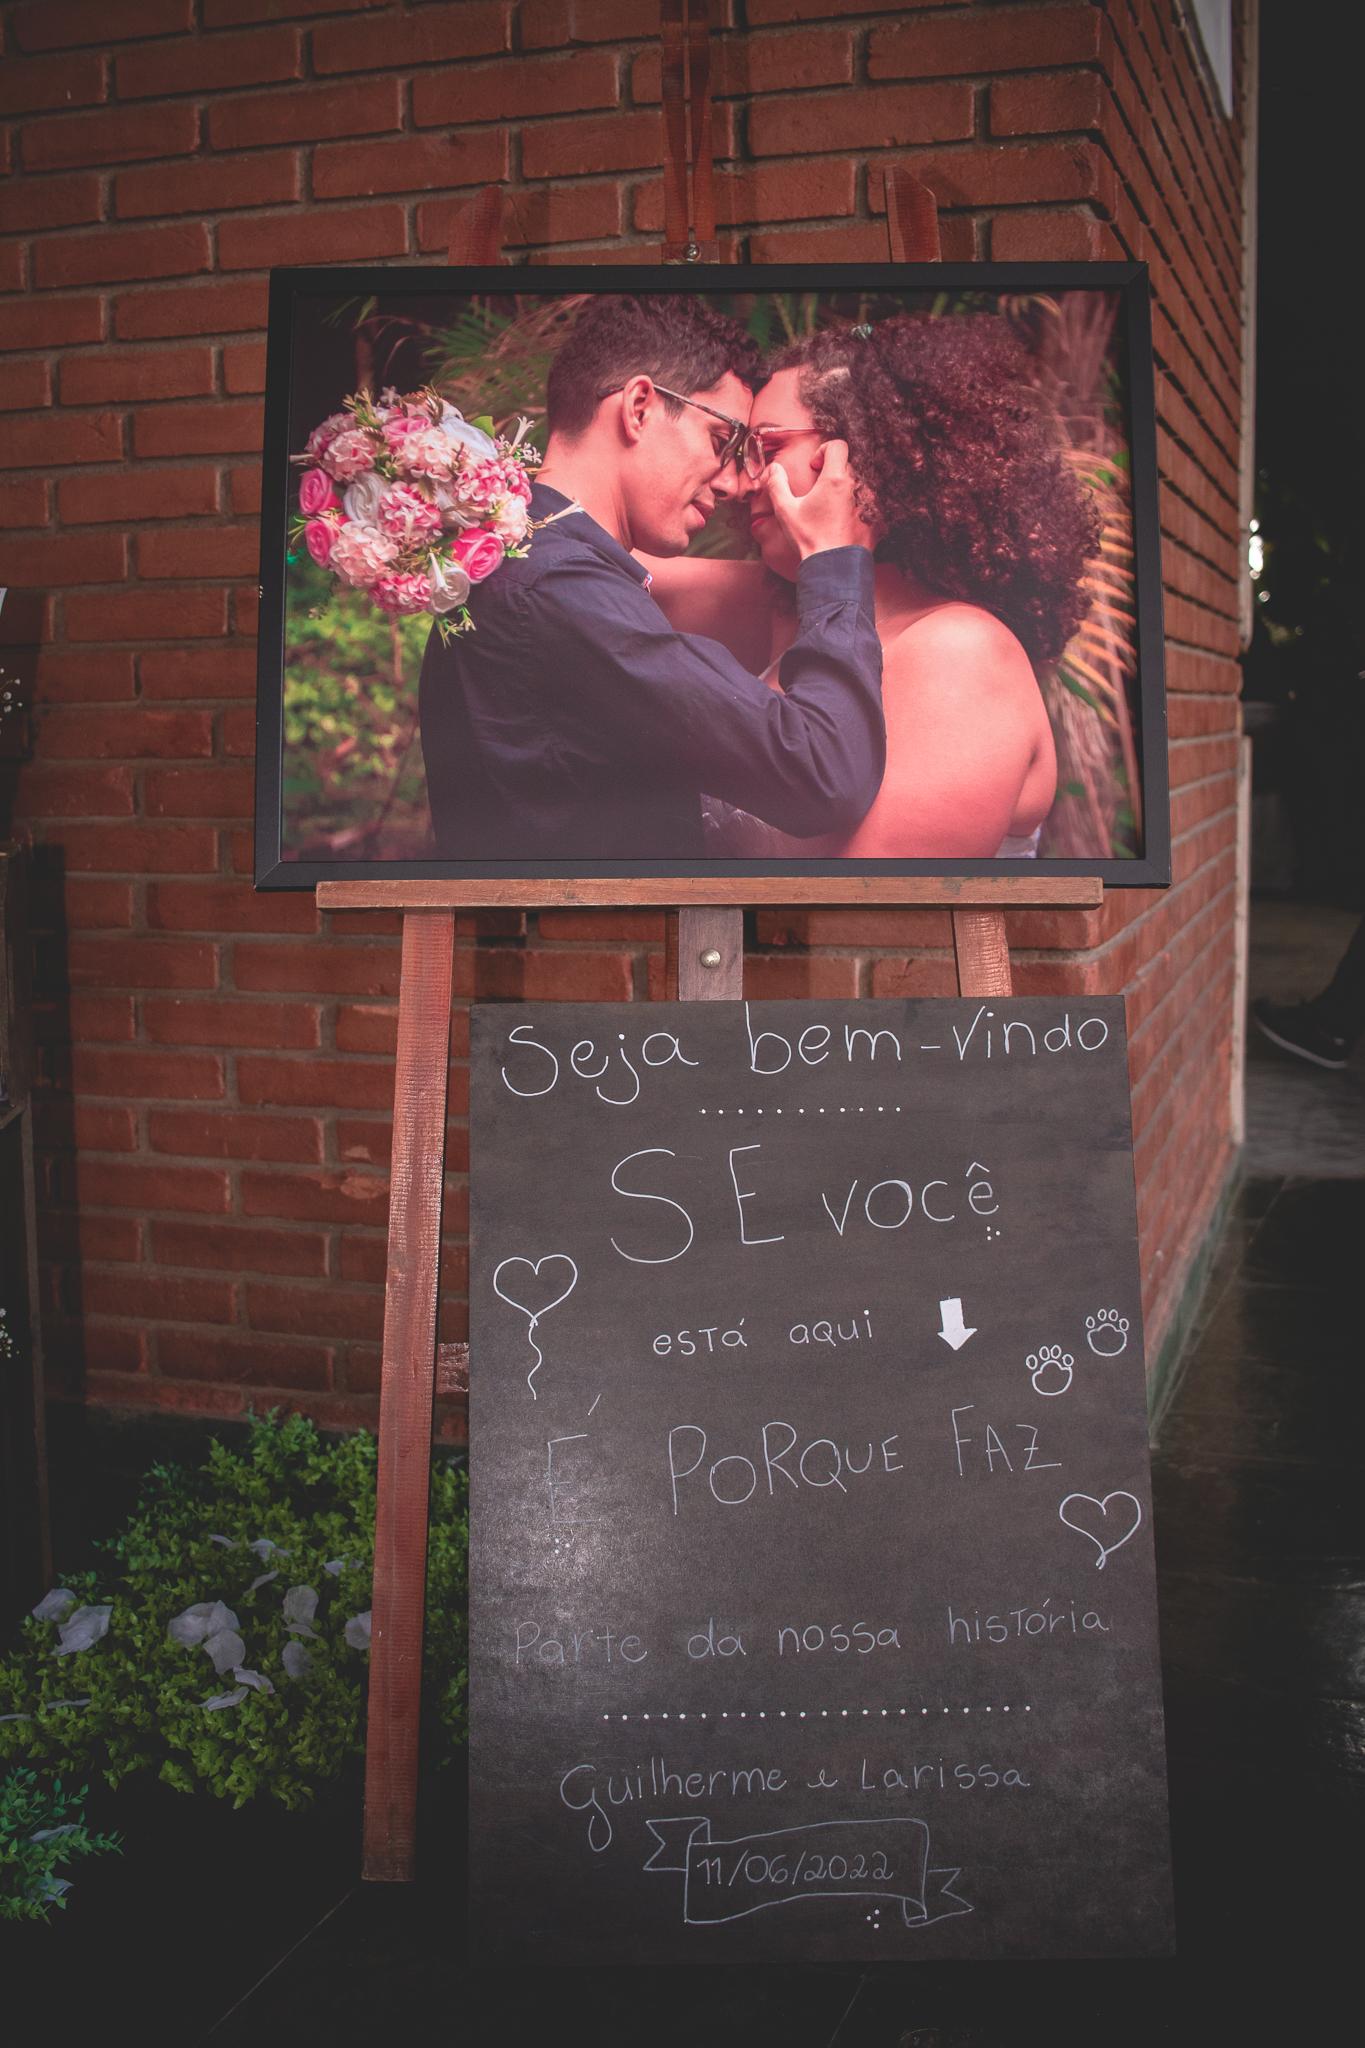 Seja bem-vindo
SE você
está aqui
É PORQUE FAZ
Parte da nossa história
Guilherme e Larissa
11/06/2022